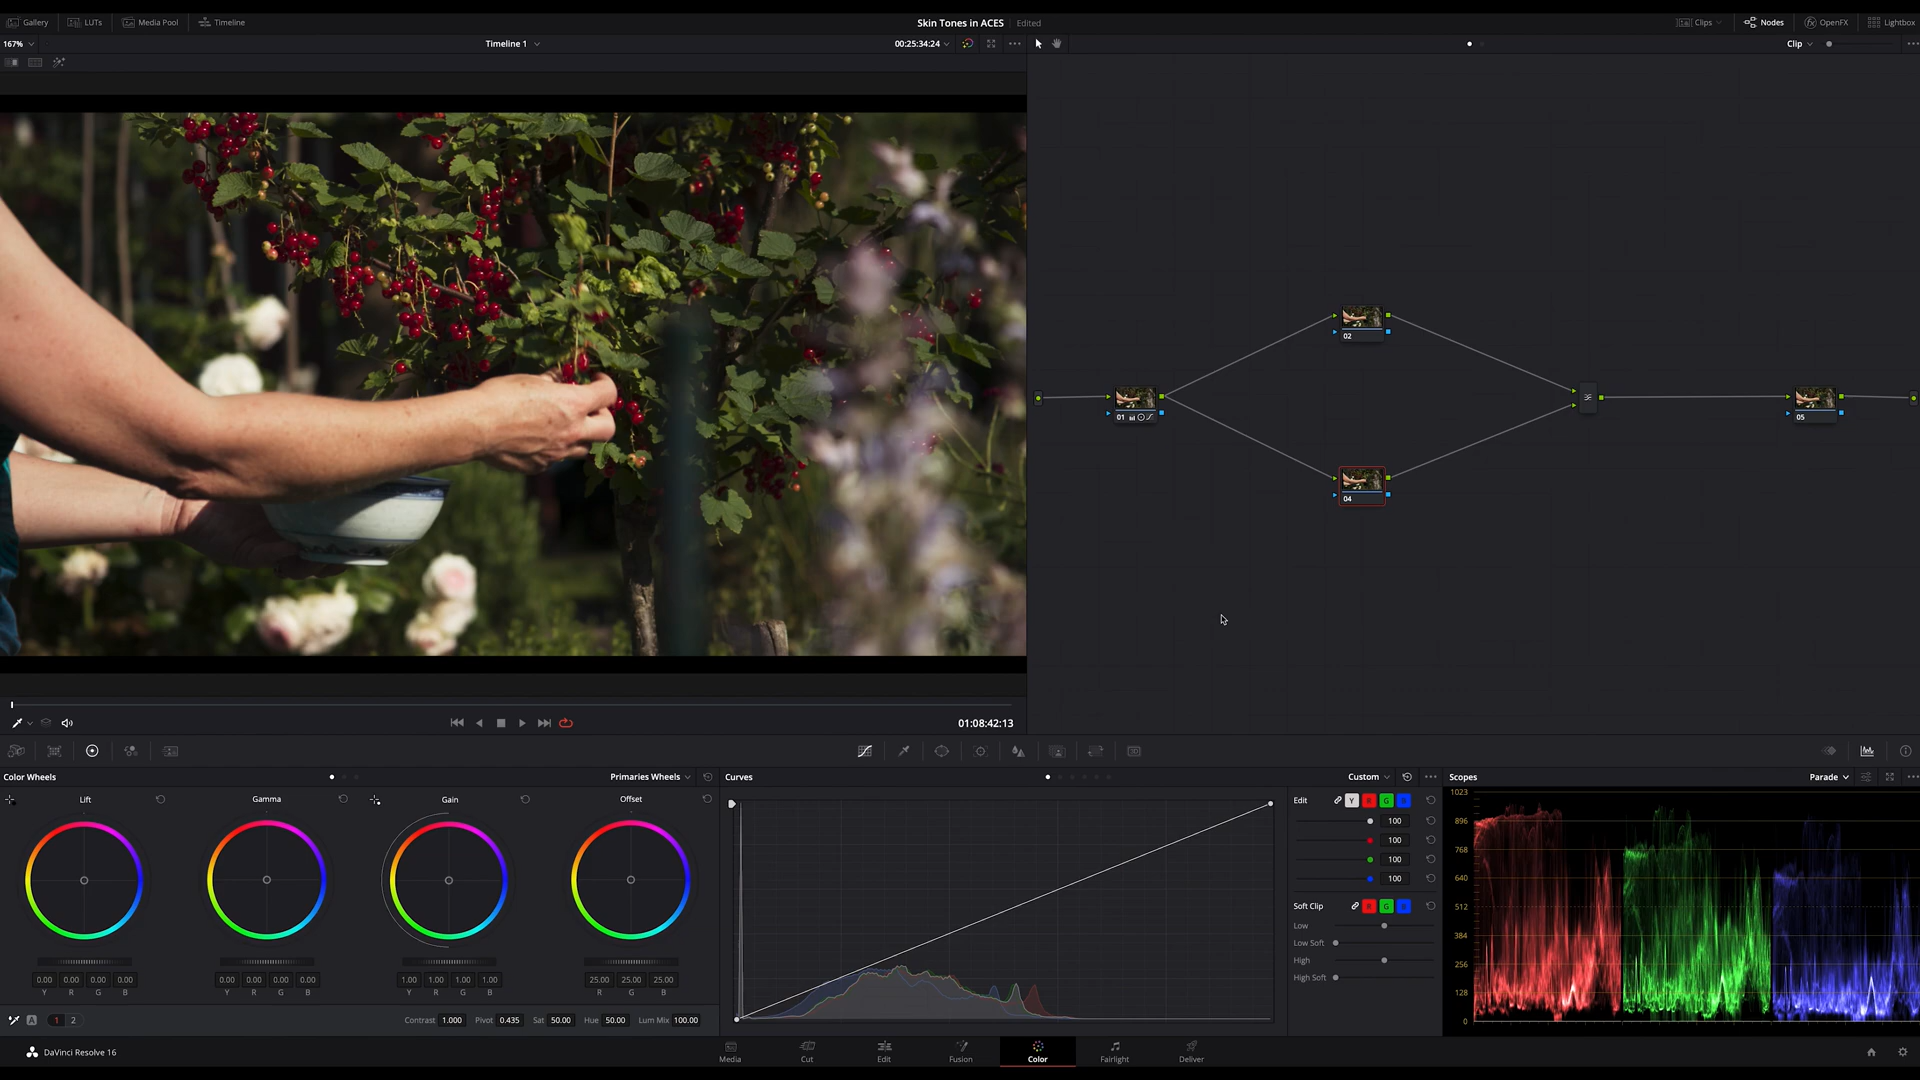 Gallery LUTs Media Pool Timeline Skin Tones in ACES Edited Clips Nodes OpenFX Lightbox
167% Timeline 1 00:25:34:24 Clip
02
01 05
04
01:08:42:13
Color Wheels Primaries Wheels Curves Custom Scopes Parade
Lift Gamma Gain Offset
Edit Y R G B
100
100
100
100
Soft Clip R G B
Low
Low Soft
High
High Soft
1023
896
768
640
512
384
256
128
0
0.00 0.00 0.00 0.00 0.00 0.00 0.00 0.00 1.00 1.00 1.00 1.00 25.00 25.00 25.00
Y R G B Y R G B Y R G B R G B
A 1 2 Contrast 1.000 Pivot 0.435 Sat 50.00 Hue 50.00 Lum Mix 100.00
DaVinci Resolve 16 Media Cut Edit Fusion Color Fairlight Deliver